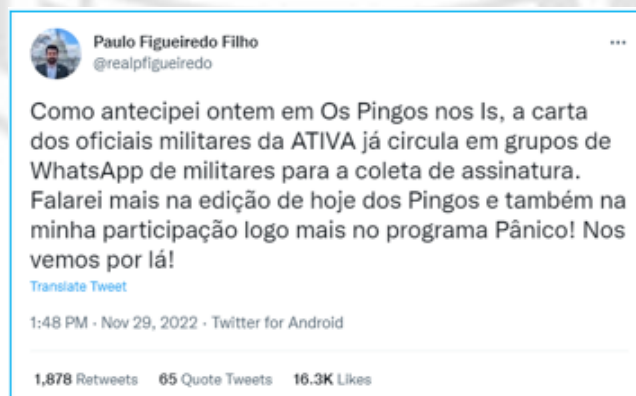 Paulo Figueiredo Filho
@realpfigueiredo
...
Como antecipei ontem em Os Pingos nos Is, a carta
dos oficiais militares da ATIVA já circula em grupos de
WhatsApp de militares para a coleta de assinatura.
Falarei mais na edição de hoje dos Pingos e também na
minha participação logo mais no programa Pânico! Nos
vemos por lá!
Translate Tweet
1:48 PM · Nov 29, 2022 · Twitter for Android
1,878 Retweets 65 Quote Tweets 16.3K Likes